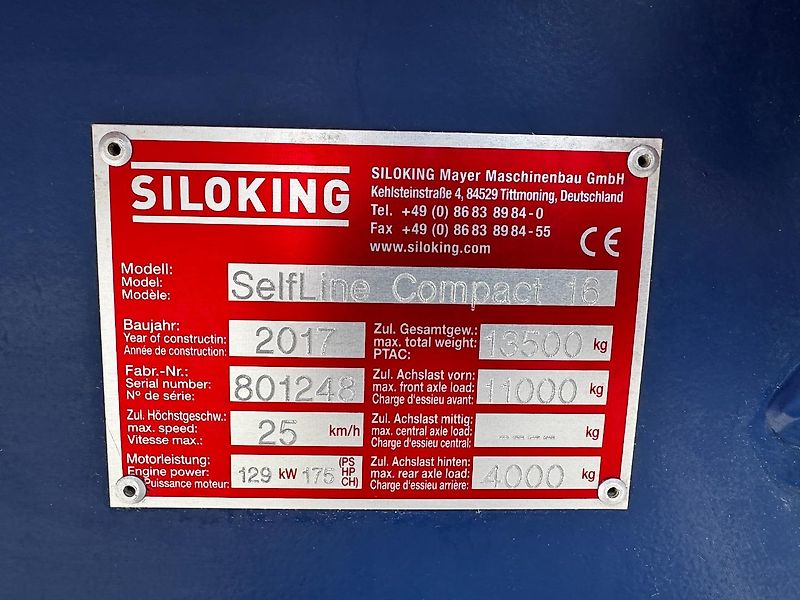 SILOKING
SILOKING Mayer Maschinenbau GmbH
Kehlsteinstraße 4, 84529 Tittmoning, Deutschland
Tel. +49 (0) 86 83 89 84-0
Fax +49 (0) 86 83 89 84-55
www.siloking.com
CE
Modell:
Model:
Modèle:
SelfLine Compact 16
Baujahr:
Year of constructin:
Année de construction:
2017
Zul. Gesamtgew.:
max. total weight:
PTAC:
13500 kg
Fabr.-Nr.:
Serial number:
Nº de série:
801248
Zul. Achslast vorn:
max. front axle load:
Charge d'essieu avant:
11000 kg
Zul. Höchstgeschw.:
max. speed:
Vitesse max.:
25 km/h
Zul. Achslast mittig:
max. central axle load:
Charge d'essieu central:
---- kg
Motorleistung:
Engine power:
Puissance moteur:
129 kW 175 (PS
HP
CH)
Zul. Achslast hinten:
max. rear axle load:
Charge d'essieu arrière:
4000 kg